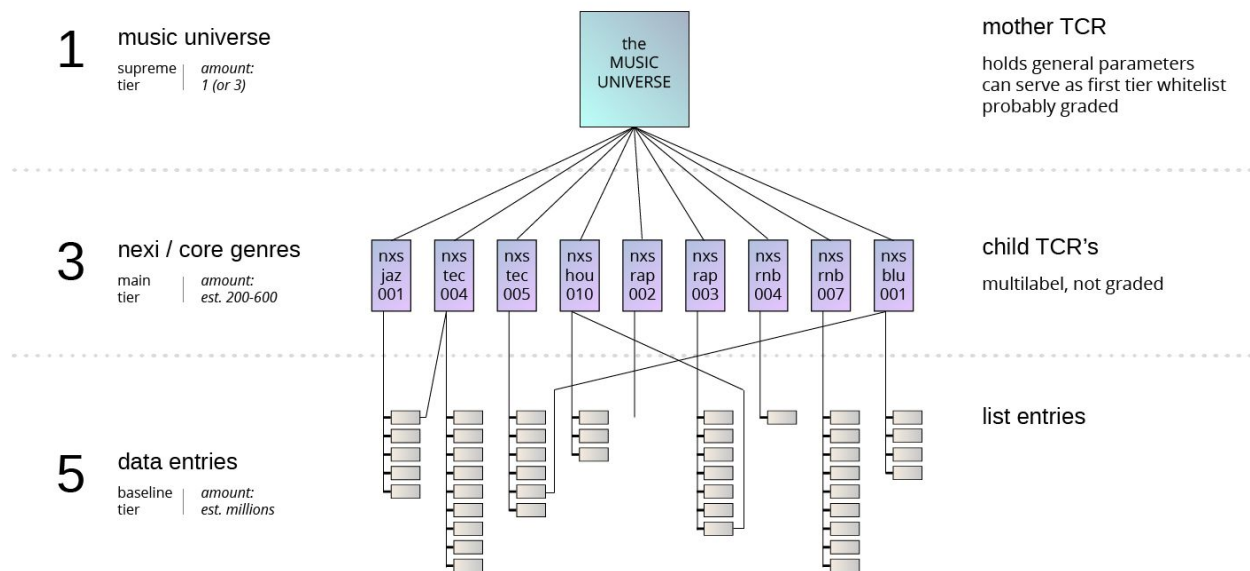 1
music universe
supreme
tier
amount:
1 (or 3)
the
MUSIC
UNIVERSE
mother TCR
holds general parameters
can serve as first tier whitelist
probably graded
3
nexi / core genres
main
tier
amount:
est. 200-600
nxs
jaz
001
nxs
tec
004
nxs
tec
005
nxs
hou
010
nxs
rap
002
nxs
rap
003
nxs
rnb
004
nxs
rnb
007
nxs
blu
001
child TCR's
multilabel, not graded
5
data entries
baseline
tier
amount:
est. millions
list entries